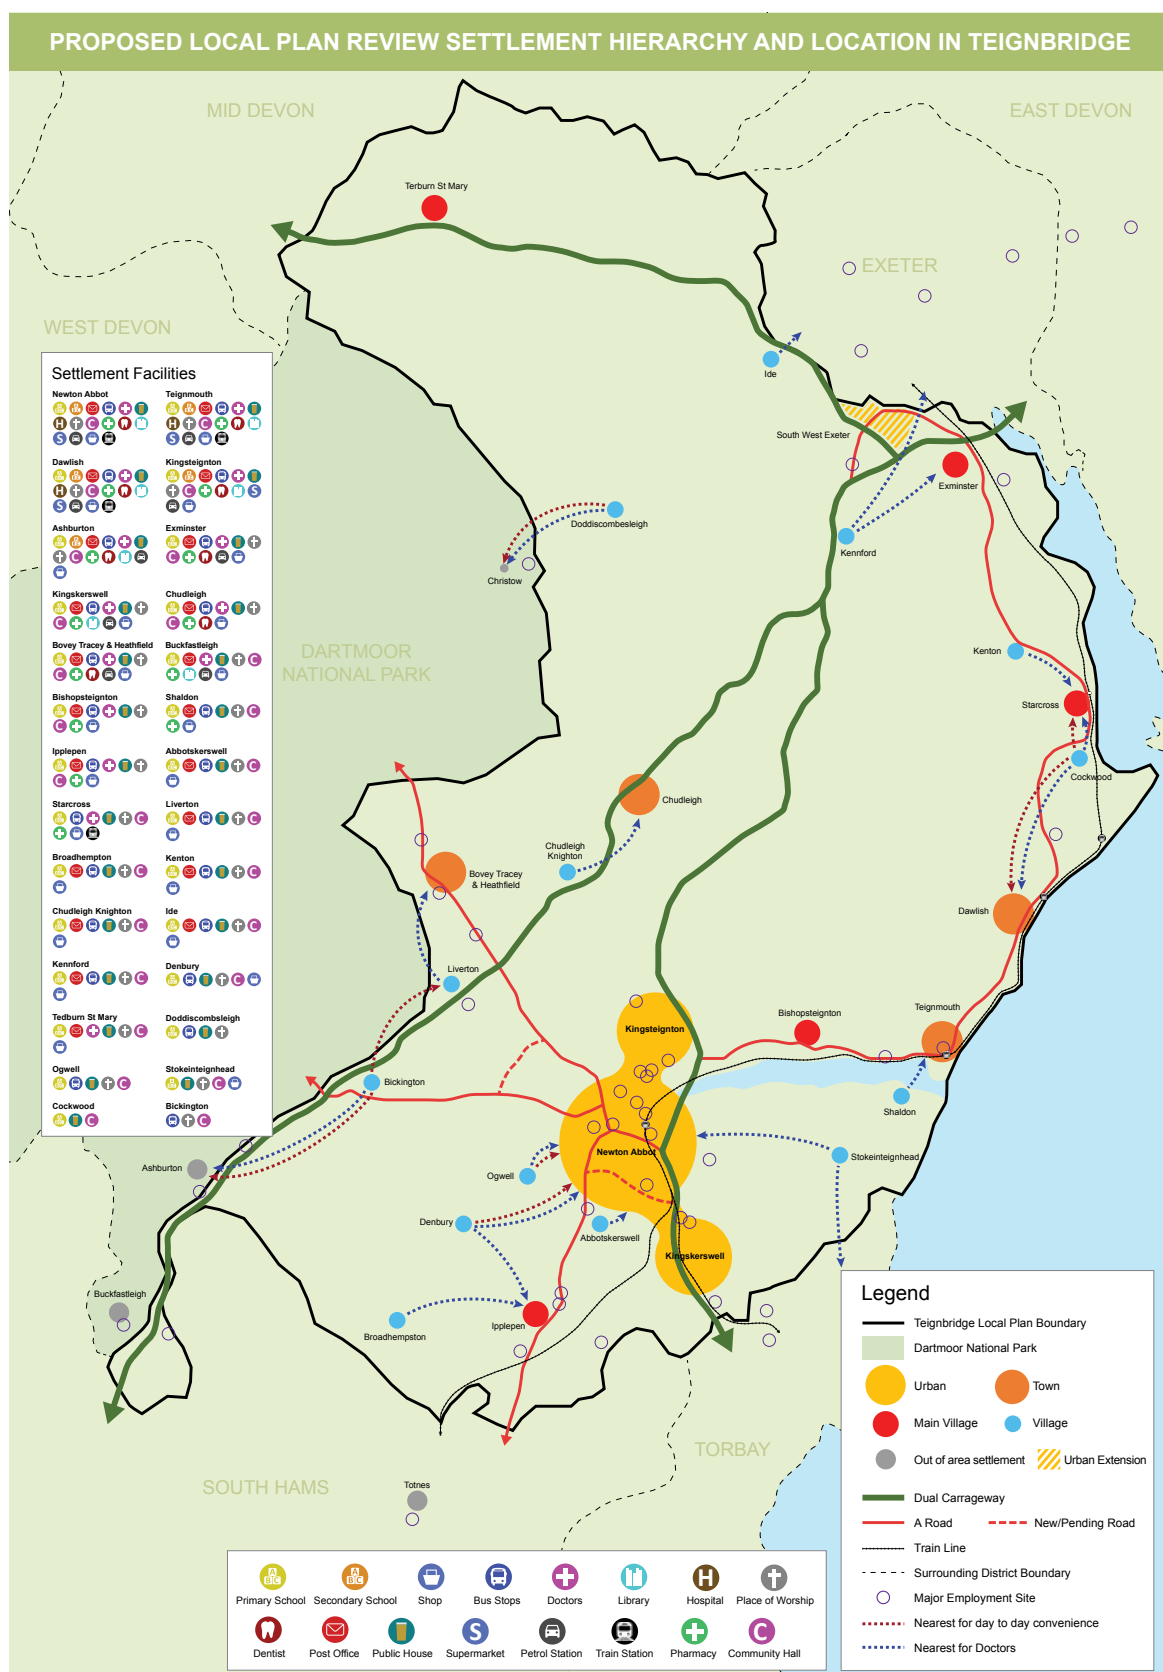 PROPOSED LOCAL PLAN REVIEW SETTLEMENT HIERARCHY AND LOCATION IN TEIGNBRIDGE
MID DEVON
EAST DEVON
Terburn St Mary
EXETER
WEST DEVON
Ide
South West Exeter
Exminster
Doddiscombesleigh
Kennford
Christow
DARTMOOR
NATIONAL PARK
Kenton
Starcross
Cockwood
Chudleigh
Chudleigh
Knighton
Bovey Tracey
& Heathfield
Dawlish
Liverton
Kingsteignton
Bishopsteignton
Teignmouth
Bickington
Shaldon
Newton Abbot
Stokeinteignhead
Ashburton
Ogwell
Denbury
Abbotskerswell
Kingskerswell
Buckfastleigh
Ipplepen
Broadhempston
TORBAY
SOUTH HAMS
Totnes
Settlement Facilities
Newton Abbot
Teignmouth
Dawlish
Kingsteignton
Ashburton
Exminster
Kingskerswell
Chudleigh
Bovey Tracey & Heathfield
Buckfastleigh
Bishopsteignton
Shaldon
Ipplepen
Abbotskerswell
Starcross
Liverton
Broadhempton
Kenton
Chudleigh Knighton
Ide
Kennford
Denbury
Tedburn St Mary
Doddiscombsleigh
Ogwell
Stokeinteignhead
Cockwood
Bickington
Legend
Teignbridge Local Plan Boundary
Dartmoor National Park
Urban
Town
Main Village
Village
Out of area settlement
Urban Extension
Dual Carrageway
A Road
New/Pending Road
Train Line
Surrounding District Boundary
Major Employment Site
Nearest for day to day convenience
Nearest for Doctors
Primary School
Secondary School
Shop
Bus Stops
Doctors
Library
Hospital
Place of Worship
Dentist
Post Office
Public House
Supermarket
Petrol Station
Train Station
Pharmacy
Community Hall